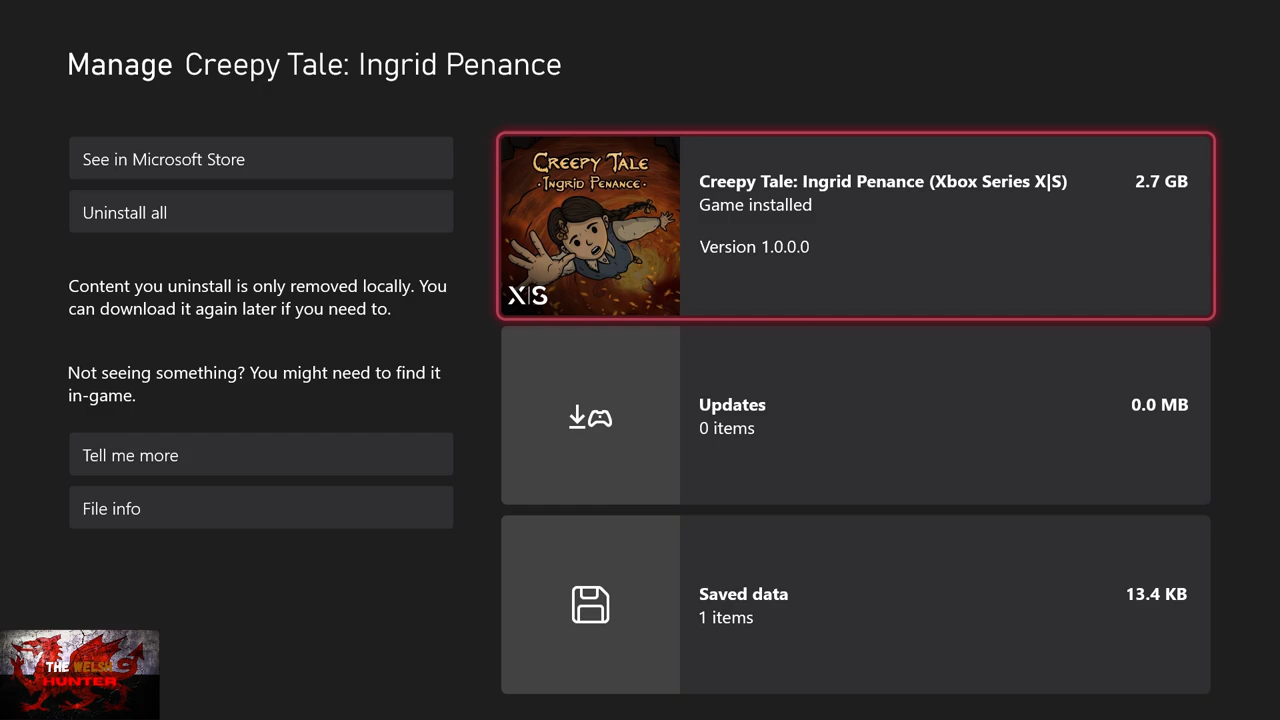 Manage Creepy Tale: Ingrid Penance
See in Microsoft Store
Uninstall all
Content you uninstall is only removed locally. You
can download it again later if you need to.
Not seeing something? You might need to find it
in-game.
Tell me more
File info
CREEPY TALE
·INGRID PENANCE·
X|S
Creepy Tale: Ingrid Penance (Xbox Series X|S)
2.7 GB
Game installed
Version 1.0.0.0
Updates
0.0 MB
0 items
Saved data
13.4 KB
1 items
THE WELSH
HUNTER